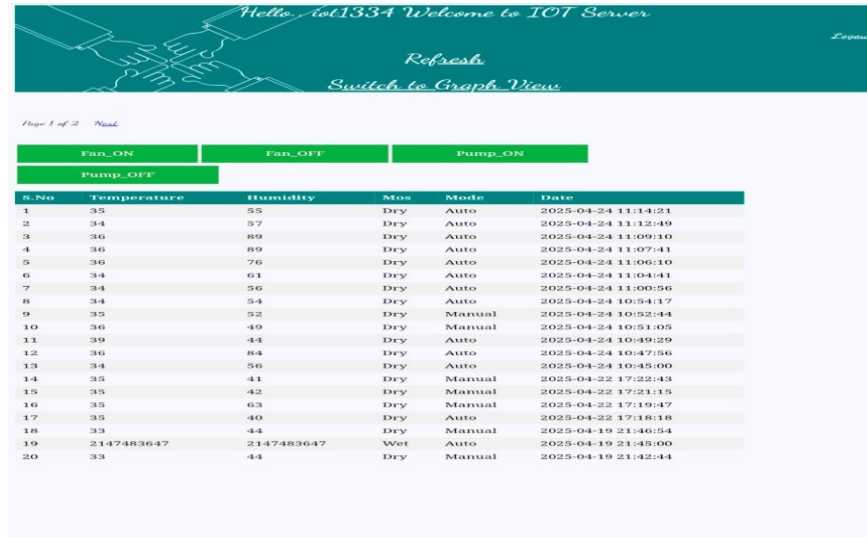 Hello. iot1334 Welcome to IOT Server
Refresh
Switch to Graph View
Page 1 of 2 Next
Fan_ON Fan_OFF Pump_ON
Pump_OFF
S.No Temperature Humidity Mos Mode Date
1 35 55 Dry Auto 2025-04-24 11:14:21
2 34 57 Dry Auto 2025-04-24 11:12:49
3 36 89 Dry Auto 2025-04-24 11:09:10
4 36 89 Dry Auto 2025-04-24 11:07:41
5 36 76 Dry Auto 2025-04-24 11:06:10
6 34 61 Dry Auto 2025-04-24 11:04:41
7 34 56 Dry Auto 2025-04-24 11:00:56
8 34 54 Dry Auto 2025-04-24 10:54:17
9 35 52 Dry Manual 2025-04-24 10:52:44
10 36 49 Dry Manual 2025-04-24 10:51:05
11 39 44 Dry Auto 2025-04-24 10:49:29
12 36 84 Dry Auto 2025-04-24 10:47:56
13 34 56 Dry Auto 2025-04-24 10:45:00
14 35 41 Dry Manual 2025-04-22 17:22:43
15 35 42 Dry Manual 2025-04-22 17:21:15
16 35 63 Dry Manual 2025-04-22 17:19:47
17 35 40 Dry Auto 2025-04-22 17:18:18
18 33 44 Dry Manual 2025-04-19 21:46:54
19 2147483647 2147483647 Wet Auto 2025-04-19 21:45:00
20 33 44 Dry Manual 2025-04-19 21:42:44